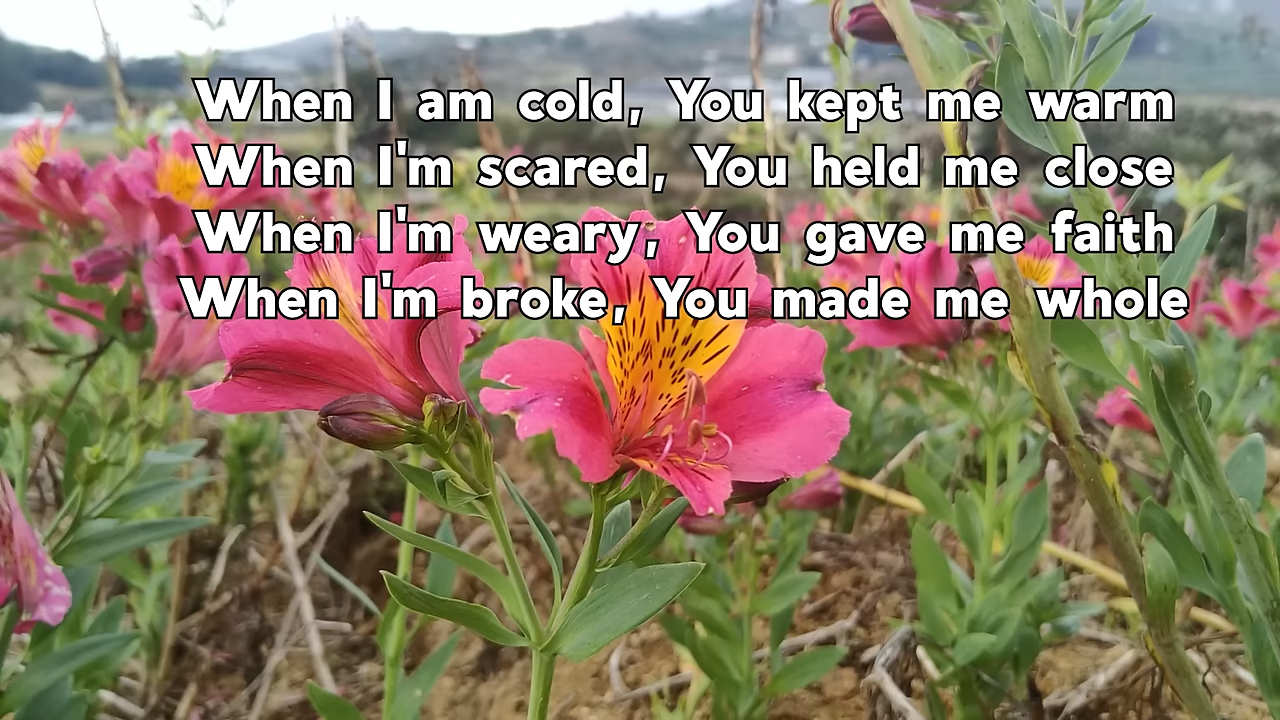 When I am cold, You kept me warm
When I'm scared, You held me close
When I'm weary, You gave me faith
When I'm broke, You made me whole